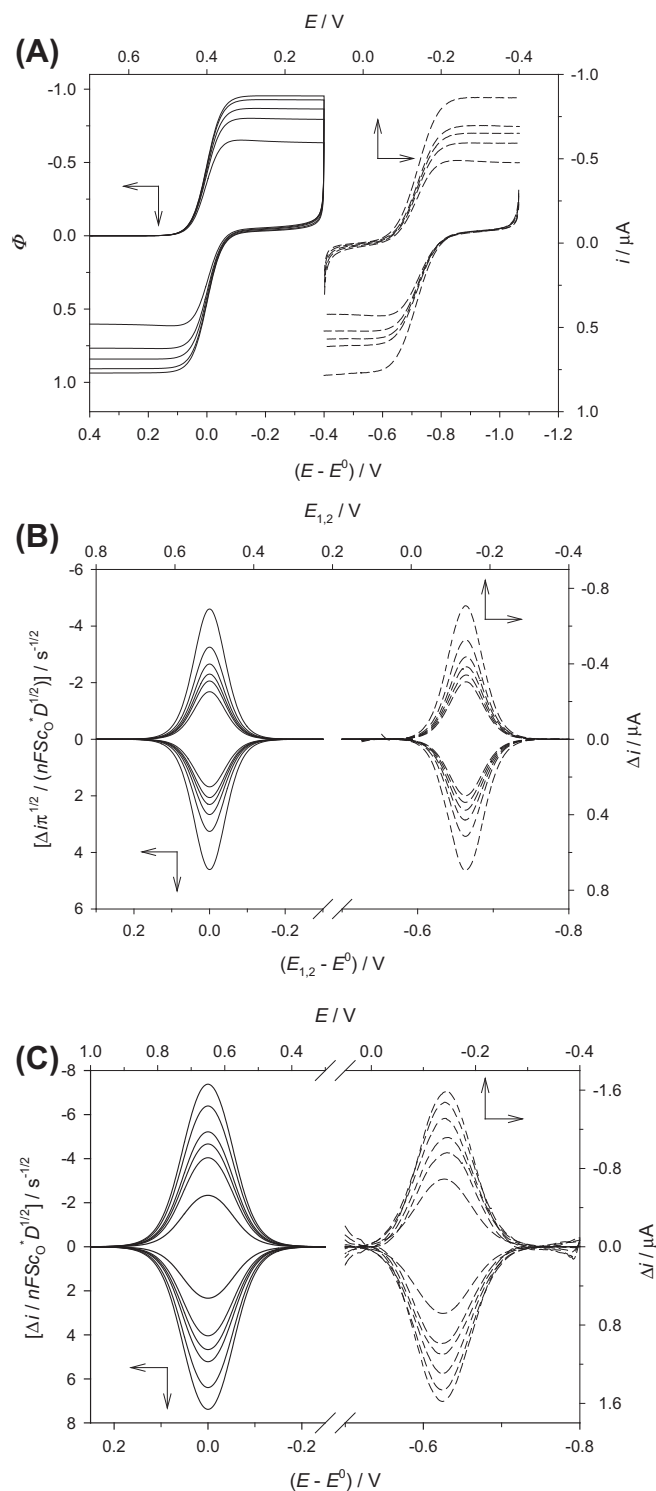 (A)
E / V
0.6 0.4 0.2 0.0 -0.2 -0.4
-1.0
-0.5
0.0
0.5
1.0
Φ
-1.0
-0.5
0.0
0.5
1.0
i / μA
0.4 0.2 0.0 -0.2 -0.4 -0.6 -0.8 -1.0 -1.2
(E - E⁰) / V
(B)
E₁,₂ / V
0.8 0.6 0.4 0.2 0.0 -0.2 -0.4
-6
-4
-2
0
2
4
6
[Δiπ^1/2 / (nFSc_O^*D^1/2)] / s^-1/2
-0.8
-0.4
0.0
0.4
0.8
Δi / μA
0.2 0.0 -0.2 -0.6 -0.8
(E₁,₂ - E⁰) / V
(C)
E / V
1.0 0.8 0.6 0.4 0.0 -0.2 -0.4
-8
-6
-4
-2
0
2
4
6
8
[Δi / nFSc_O^*D^1/2] / s^-1/2
-1.6
-0.8
0.0
0.8
1.6
Δi / μA
0.2 0.0 -0.2 -0.6 -0.8
(E - E⁰) / V